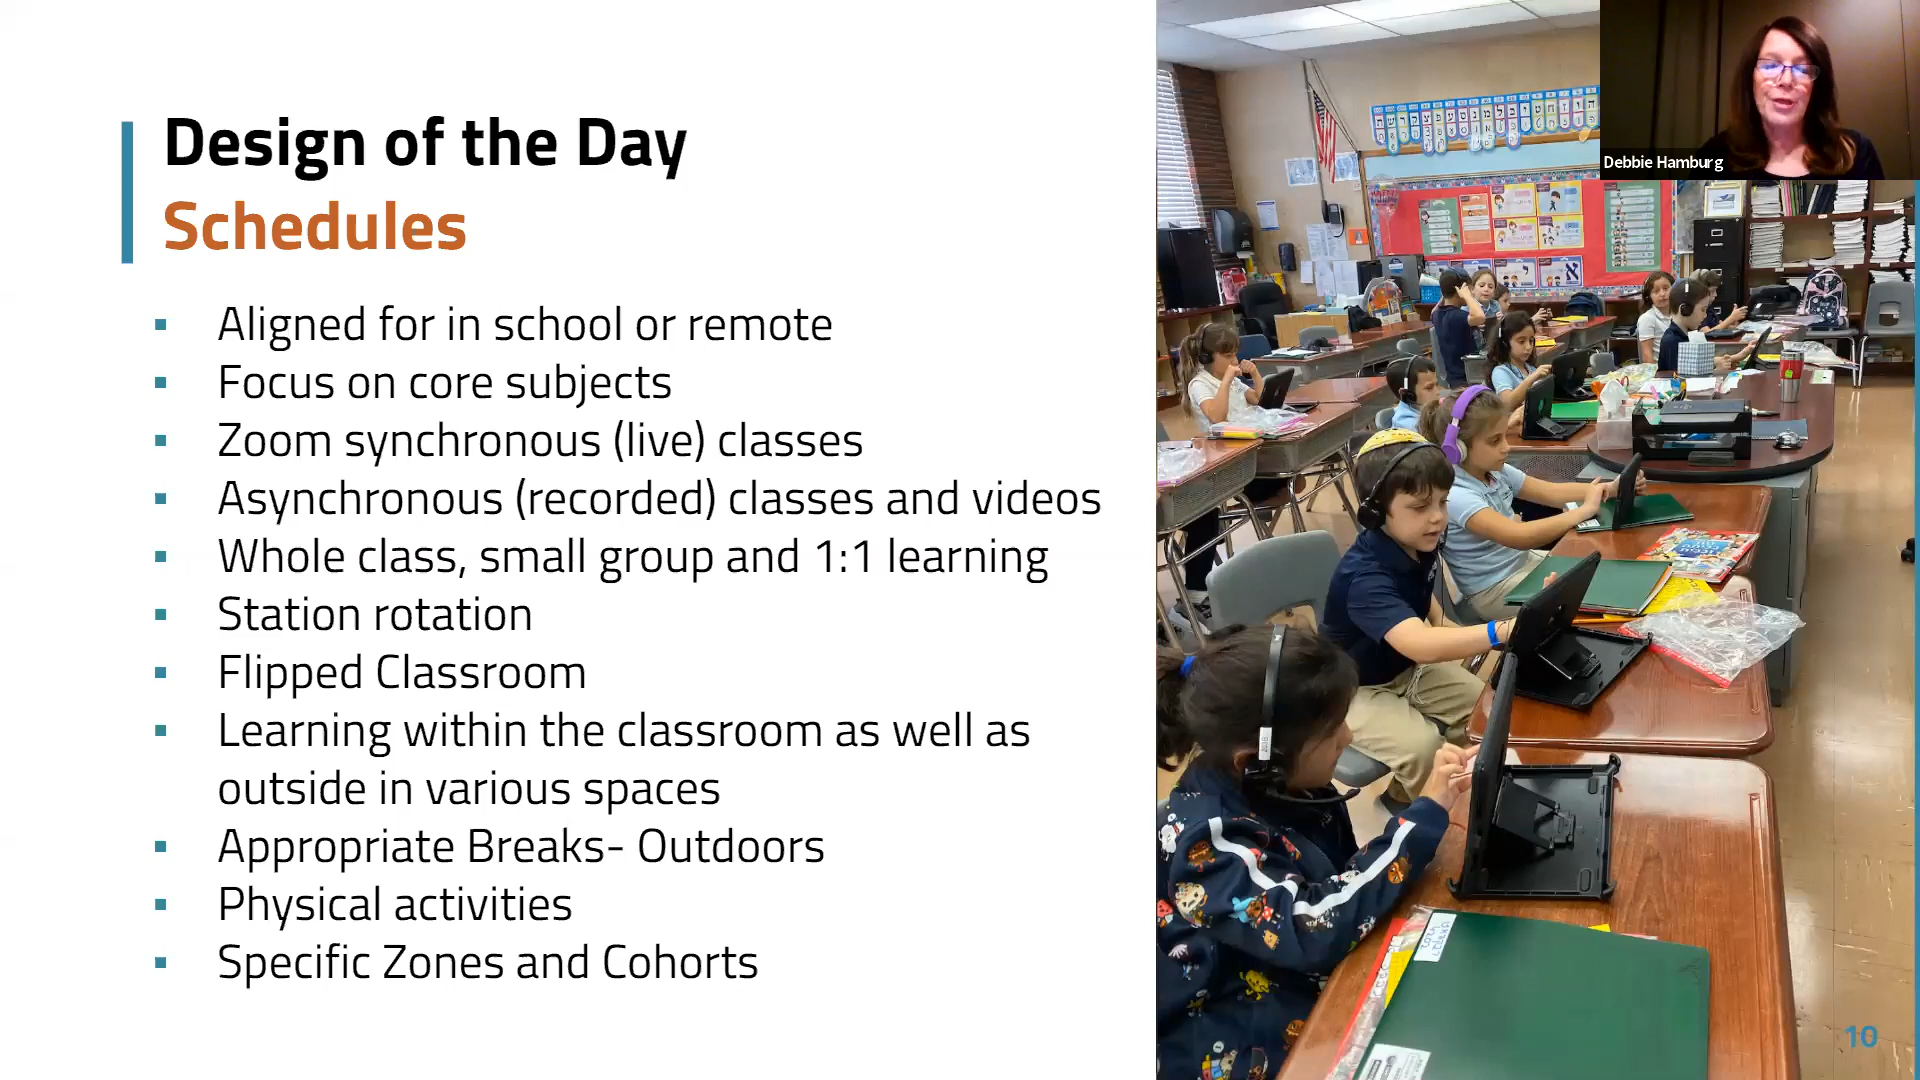 Design of the Day
Schedules
▪ Aligned for in school or remote
▪ Focus on core subjects
▪ Zoom synchronous (live) classes
▪ Asynchronous (recorded) classes and videos
▪ Whole class, small group and 1:1 learning
▪ Station rotation
▪ Flipped Classroom
▪ Learning within the classroom as well as
outside in various spaces
▪ Appropriate Breaks- Outdoors
▪ Physical activities
▪ Specific Zones and Cohorts
Debbie Hamburg
10